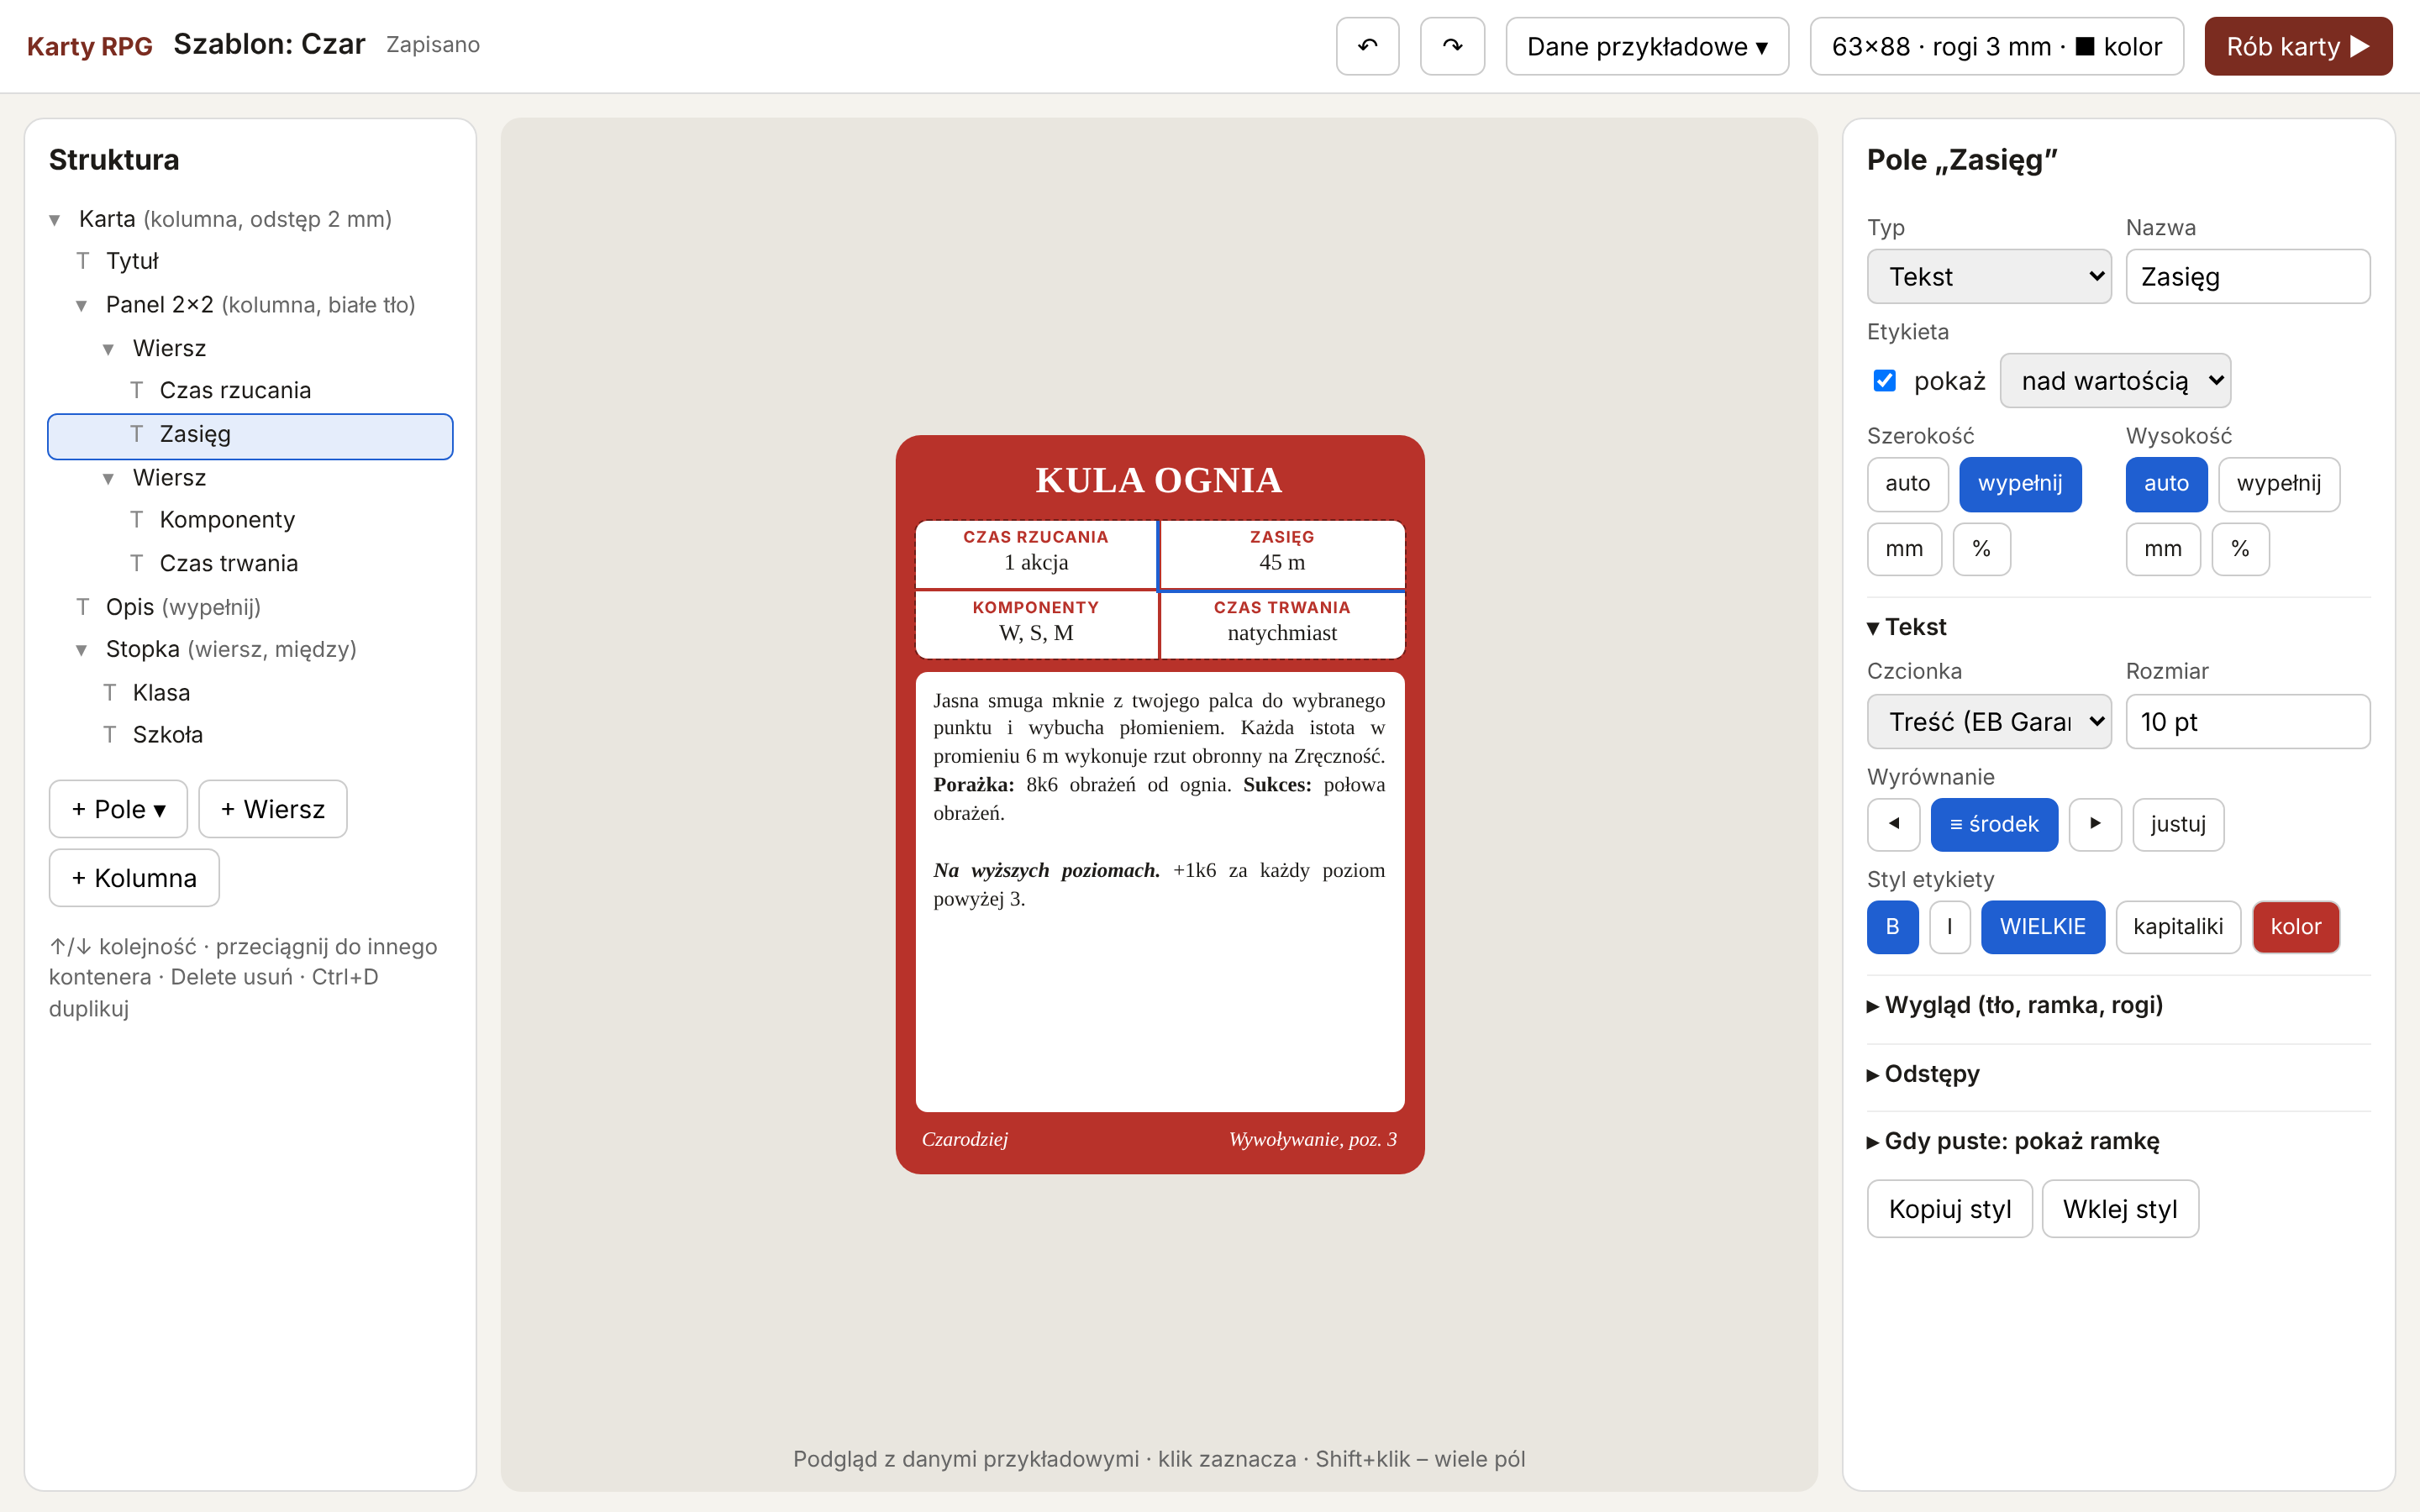 Karty RPG Szablon: Czar Zapisano
↶ ↷ Dane przykładowe ▾ 63×88 · rogi 3 mm · ■ kolor Rób karty ▶
Struktura
▾ Karta (kolumna, odstęp 2 mm)
T Tytuł
▾ Panel 2×2 (kolumna, białe tło)
▾ Wiersz
T Czas rzucania
T Zasięg
▾ Wiersz
T Komponenty
T Czas trwania
T Opis (wypełnij)
▾ Stopka (wiersz, między)
T Klasa
T Szkoła
+ Pole ▾ + Wiersz
+ Kolumna
↑/↓ kolejność · przeciągnij do innego
kontenera · Delete usuń · Ctrl+D
duplikuj
KULA OGNIA
CZAS RZUCANIA
1 akcja
ZASIĘG
45 m
KOMPONENTY
W, S, M
CZAS TRWANIA
natychmiast
Jasna smuga mknie z twojego palca do wybranego
punktu i wybucha płomieniem. Każda istota w
promieniu 6 m wykonuje rzut obronny na Zręczność.
Porażka: 8k6 obrażeń od ognia. Sukces: połowa
obrażeń.
Na wyższych poziomach. +1k6 za każdy poziom
powyżej 3.
Czarodziej Wywoływanie, poz. 3
Podgląd z danymi przykładowymi · klik zaznacza · Shift+klik – wiele pól
Pole „Zasięg”
Typ Nazwa
Tekst Zasięg
Etykieta
pokaż nad wartością
Szerokość Wysokość
auto wypełnij auto wypełnij
mm % mm %
▾ Tekst
Czcionka Rozmiar
Treść (EB Garar 10 pt
Wyrównanie
◂ ≡ środek ▸ justuj
Styl etykiety
B I WIELKIE kapitaliki kolor
▸ Wygląd (tło, ramka, rogi)
▸ Odstępy
▸ Gdy puste: pokaż ramkę
Kopiuj styl Wklej styl